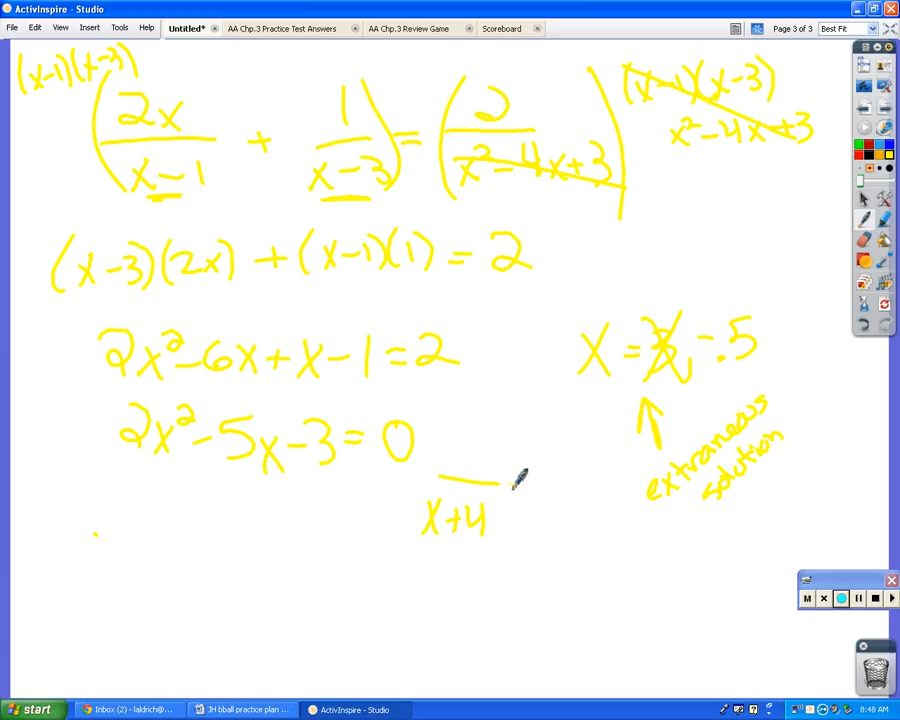 ActivInspire - Studio
File Edit View Insert Tools Help Untitled* AA Chp.3 Practice Test Answers AA Chp.3 Review Game Scoreboard Page 3 of 3 Best Fit
(x-1)(x-3)
(2x/(x-1) + 1/(x-3)) = (2/(x²-4x+3)) (x-1)(x-3)
x²-4x+3
(x-3)(2x) + (x-1)(1) = 2
2x²-6x+x-1=2
x = 3, -.5
2x²-5x-3=0
extraneous
solution
x+4
M
start Inbox (2) - laldrich@... JH bball practice plan ... ActivInspire - Studio 8:48 AM